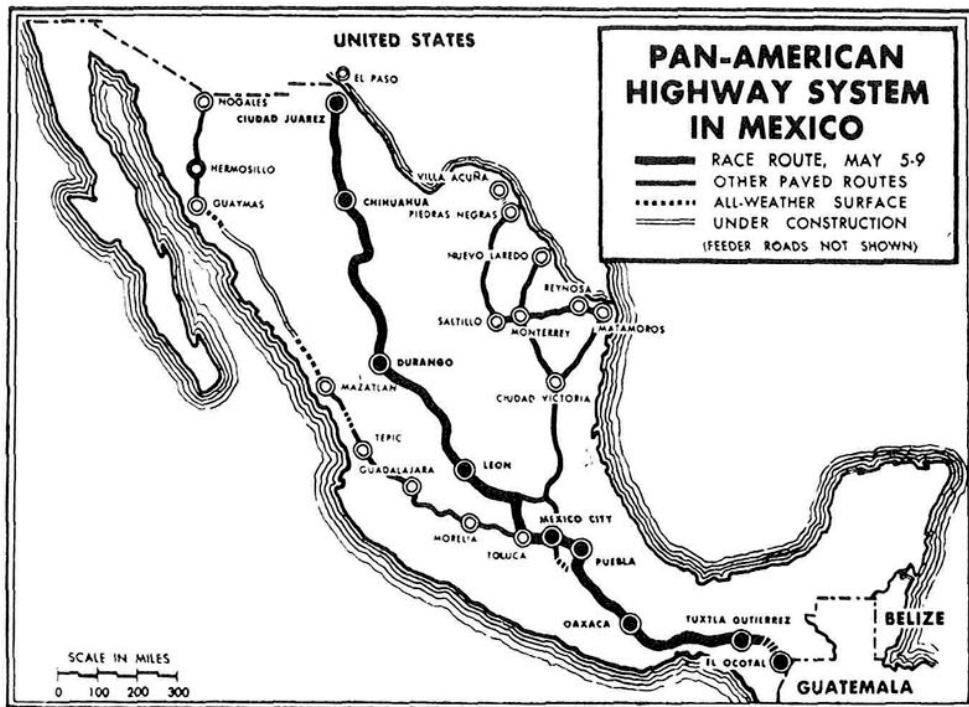 UNITED STATES
PAN-AMERICAN
HIGHWAY SYSTEM
IN MEXICO
RACE ROUTE, MAY 5-9
OTHER PAVED ROUTES
ALL-WEATHER SURFACE
UNDER CONSTRUCTION
(FEEDER ROADS NOT SHOWN)
EL PASO
NOGALES
CIUDAD JUAREZ
HERMOSILLO
VILLA ACUÑA
GUAYMAS
CHIHUAHUA
PIEDRAS NEGRAS
NUEVO LAREDO
REYNOSA
SALTILLO
MONTERREY
MATAMOROS
DURANGO
MAZATLAN
CIUDAD VICTORIA
TEPIC
GUADALAJARA
LEON
MEXICO CITY
MORELIA
TOLUCA
PUEBLA
OAXACA
TUXTLA GUTIERREZ
BELIZE
EL OCOTAL
GUATEMALA
SCALE IN MILES
0 100 200 300